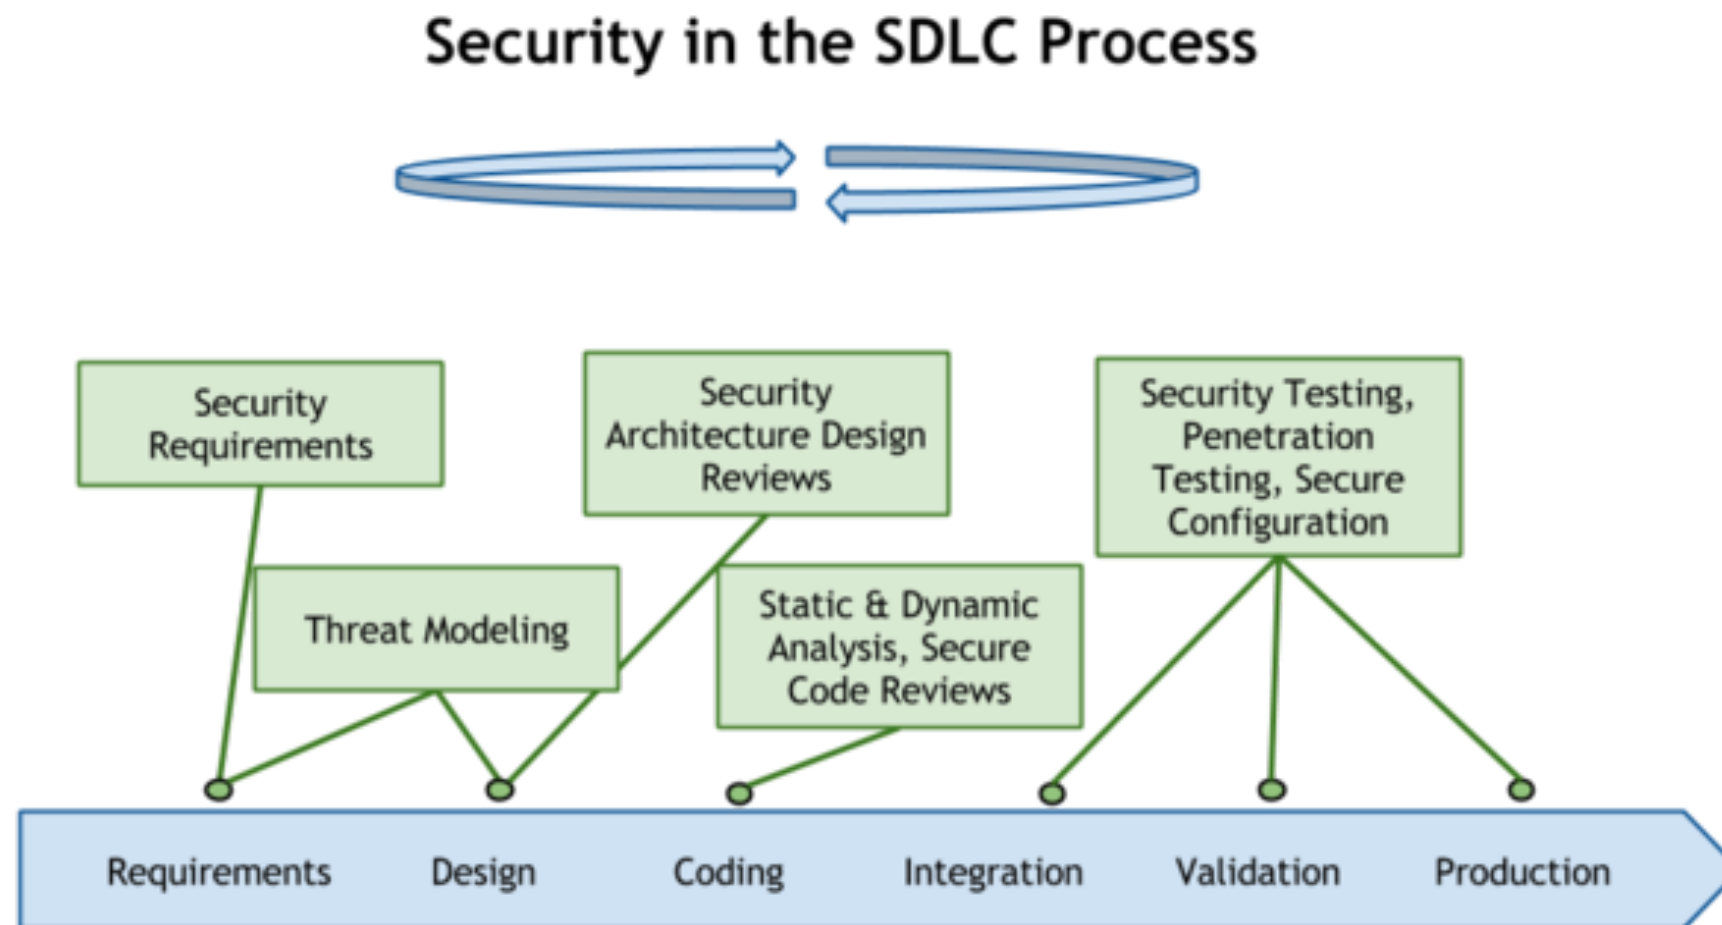 Security in the SDLC Process
Security
Requirements
Security
Architecture Design
Reviews
Security Testing,
Penetration
Testing, Secure
Configuration
Threat Modeling
Static & Dynamic
Analysis, Secure
Code Reviews
Requirements
Design
Coding
Integration
Validation
Production